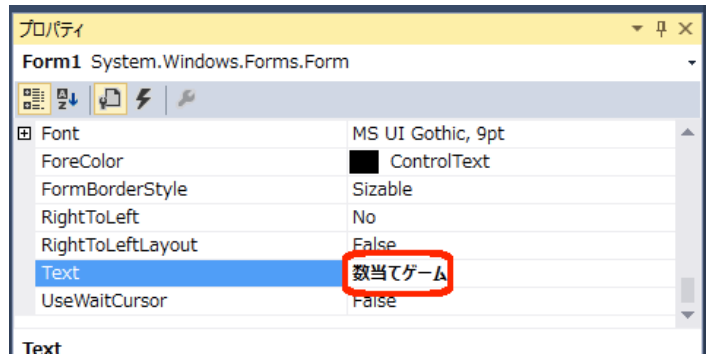 プロパティ
Form1 System.Windows.Forms.Form
Font MS UI Gothic, 9pt
ForeColor ControlText
FormBorderStyle Sizable
RightToLeft No
RightToLeftLayout False
Text 数当てゲーム
UseWaitCursor False
Text